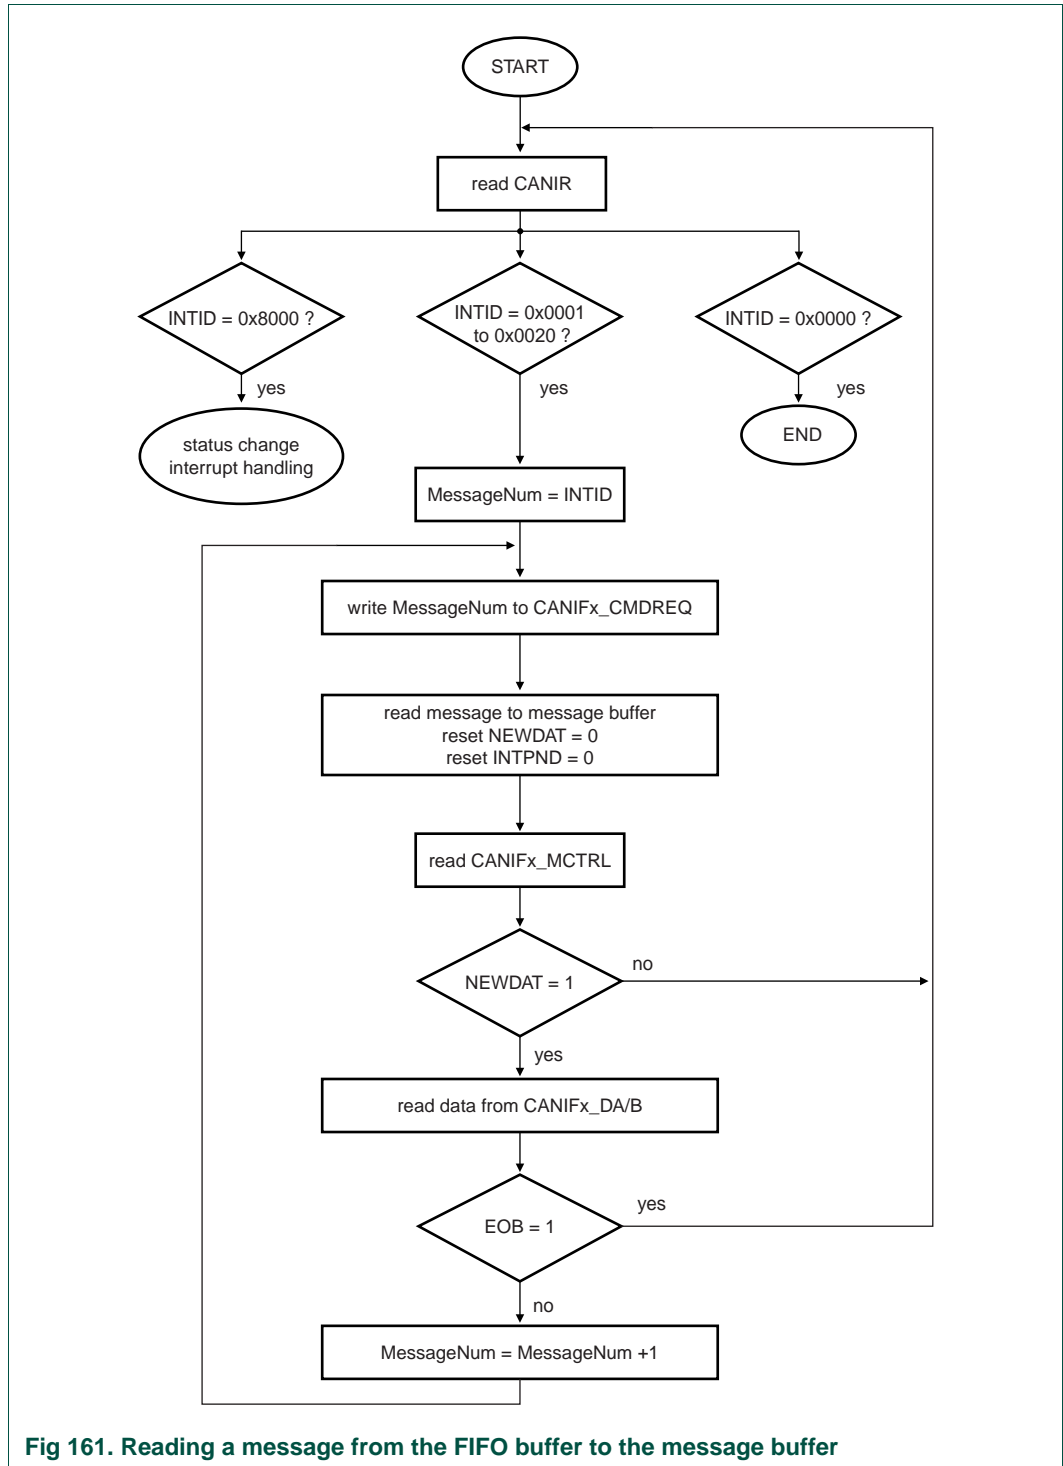 START
read CANIR
INTID = 0x8000 ?
INTID = 0x0001
to 0x0020 ?
INTID = 0x0000 ?
yes
yes
yes
status change
interrupt handling
END
MessageNum = INTID
write MessageNum to CANIFx_CMDREQ
read message to message buffer
reset NEWDAT = 0
reset INTPND = 0
read CANIFx_MCTRL
NEWDAT = 1
no
yes
read data from CANIFx_DA/B
EOB = 1
yes
no
MessageNum = MessageNum +1
Fig 161. Reading a message from the FIFO buffer to the message buffer